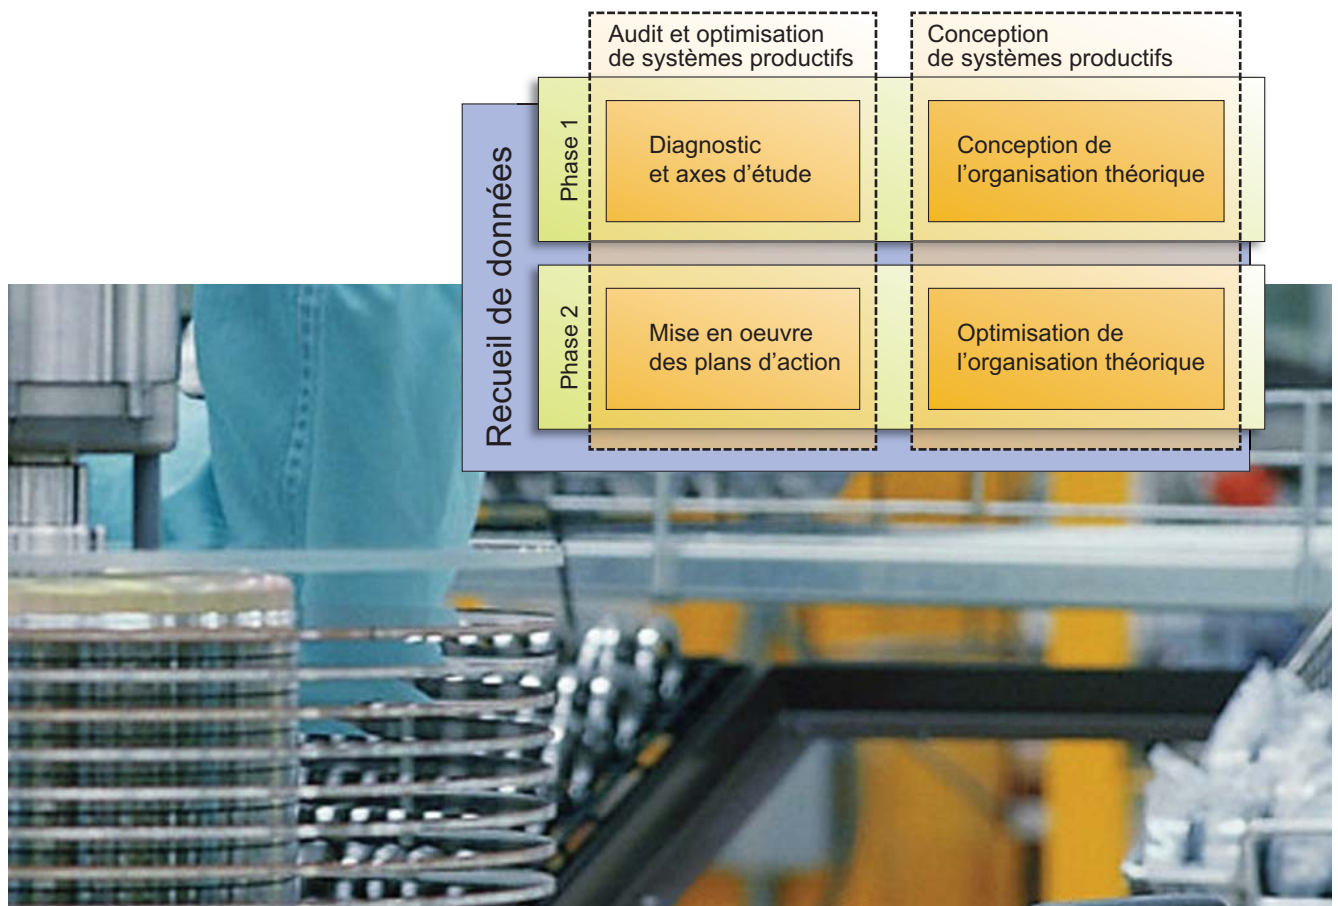 Audit et optimisation
de systèmes productifs
Conception
de systèmes productifs
Recueil de données
Phase 1
Diagnostic
et axes d’étude
Conception de
l’organisation théorique
Phase 2
Mise en oeuvre
des plans d’action
Optimisation de
l’organisation théorique